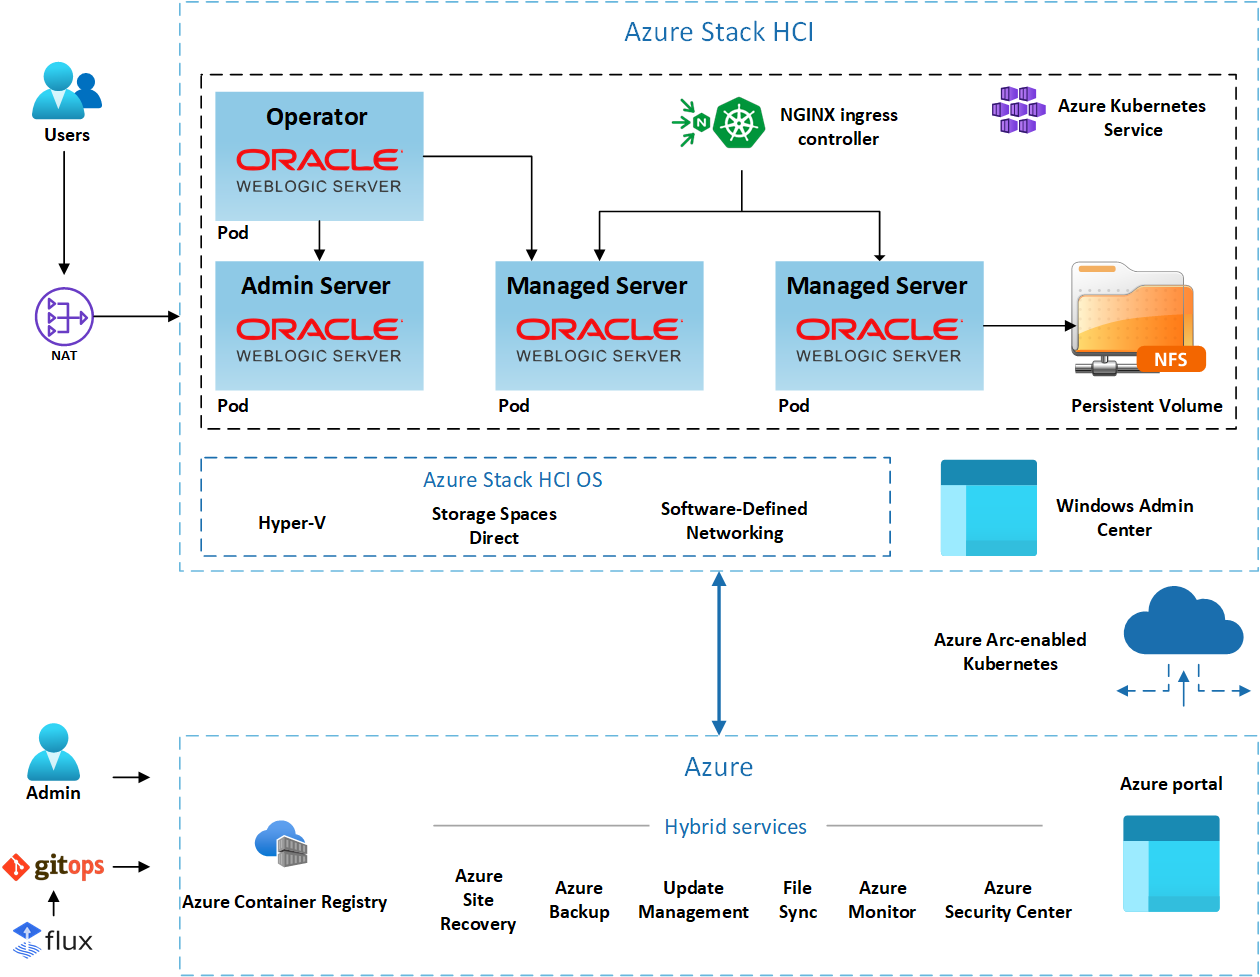 Azure Stack HCI
Users
NAT
Operator
ORACLE
WEBLOGIC SERVER
Pod
N
NGINX ingress
controller
Azure Kubernetes
Service
Admin Server
ORACLE
WEBLOGIC SERVER
Pod
Managed Server
ORACLE
WEBLOGIC SERVER
Pod
Managed Server
ORACLE
WEBLOGIC SERVER
Pod
NFS
Persistent Volume
Azure Stack HCI OS
Hyper-V
Storage Spaces
Direct
Software-Defined
Networking
Windows Admin
Center
Azure Arc-enabled
Kubernetes
Admin
gitops
flux
Azure
Azure portal
Hybrid services
Azure Container Registry
Azure
Site
Recovery
Azure
Backup
Update
Management
File
Sync
Azure
Monitor
Azure
Security Center